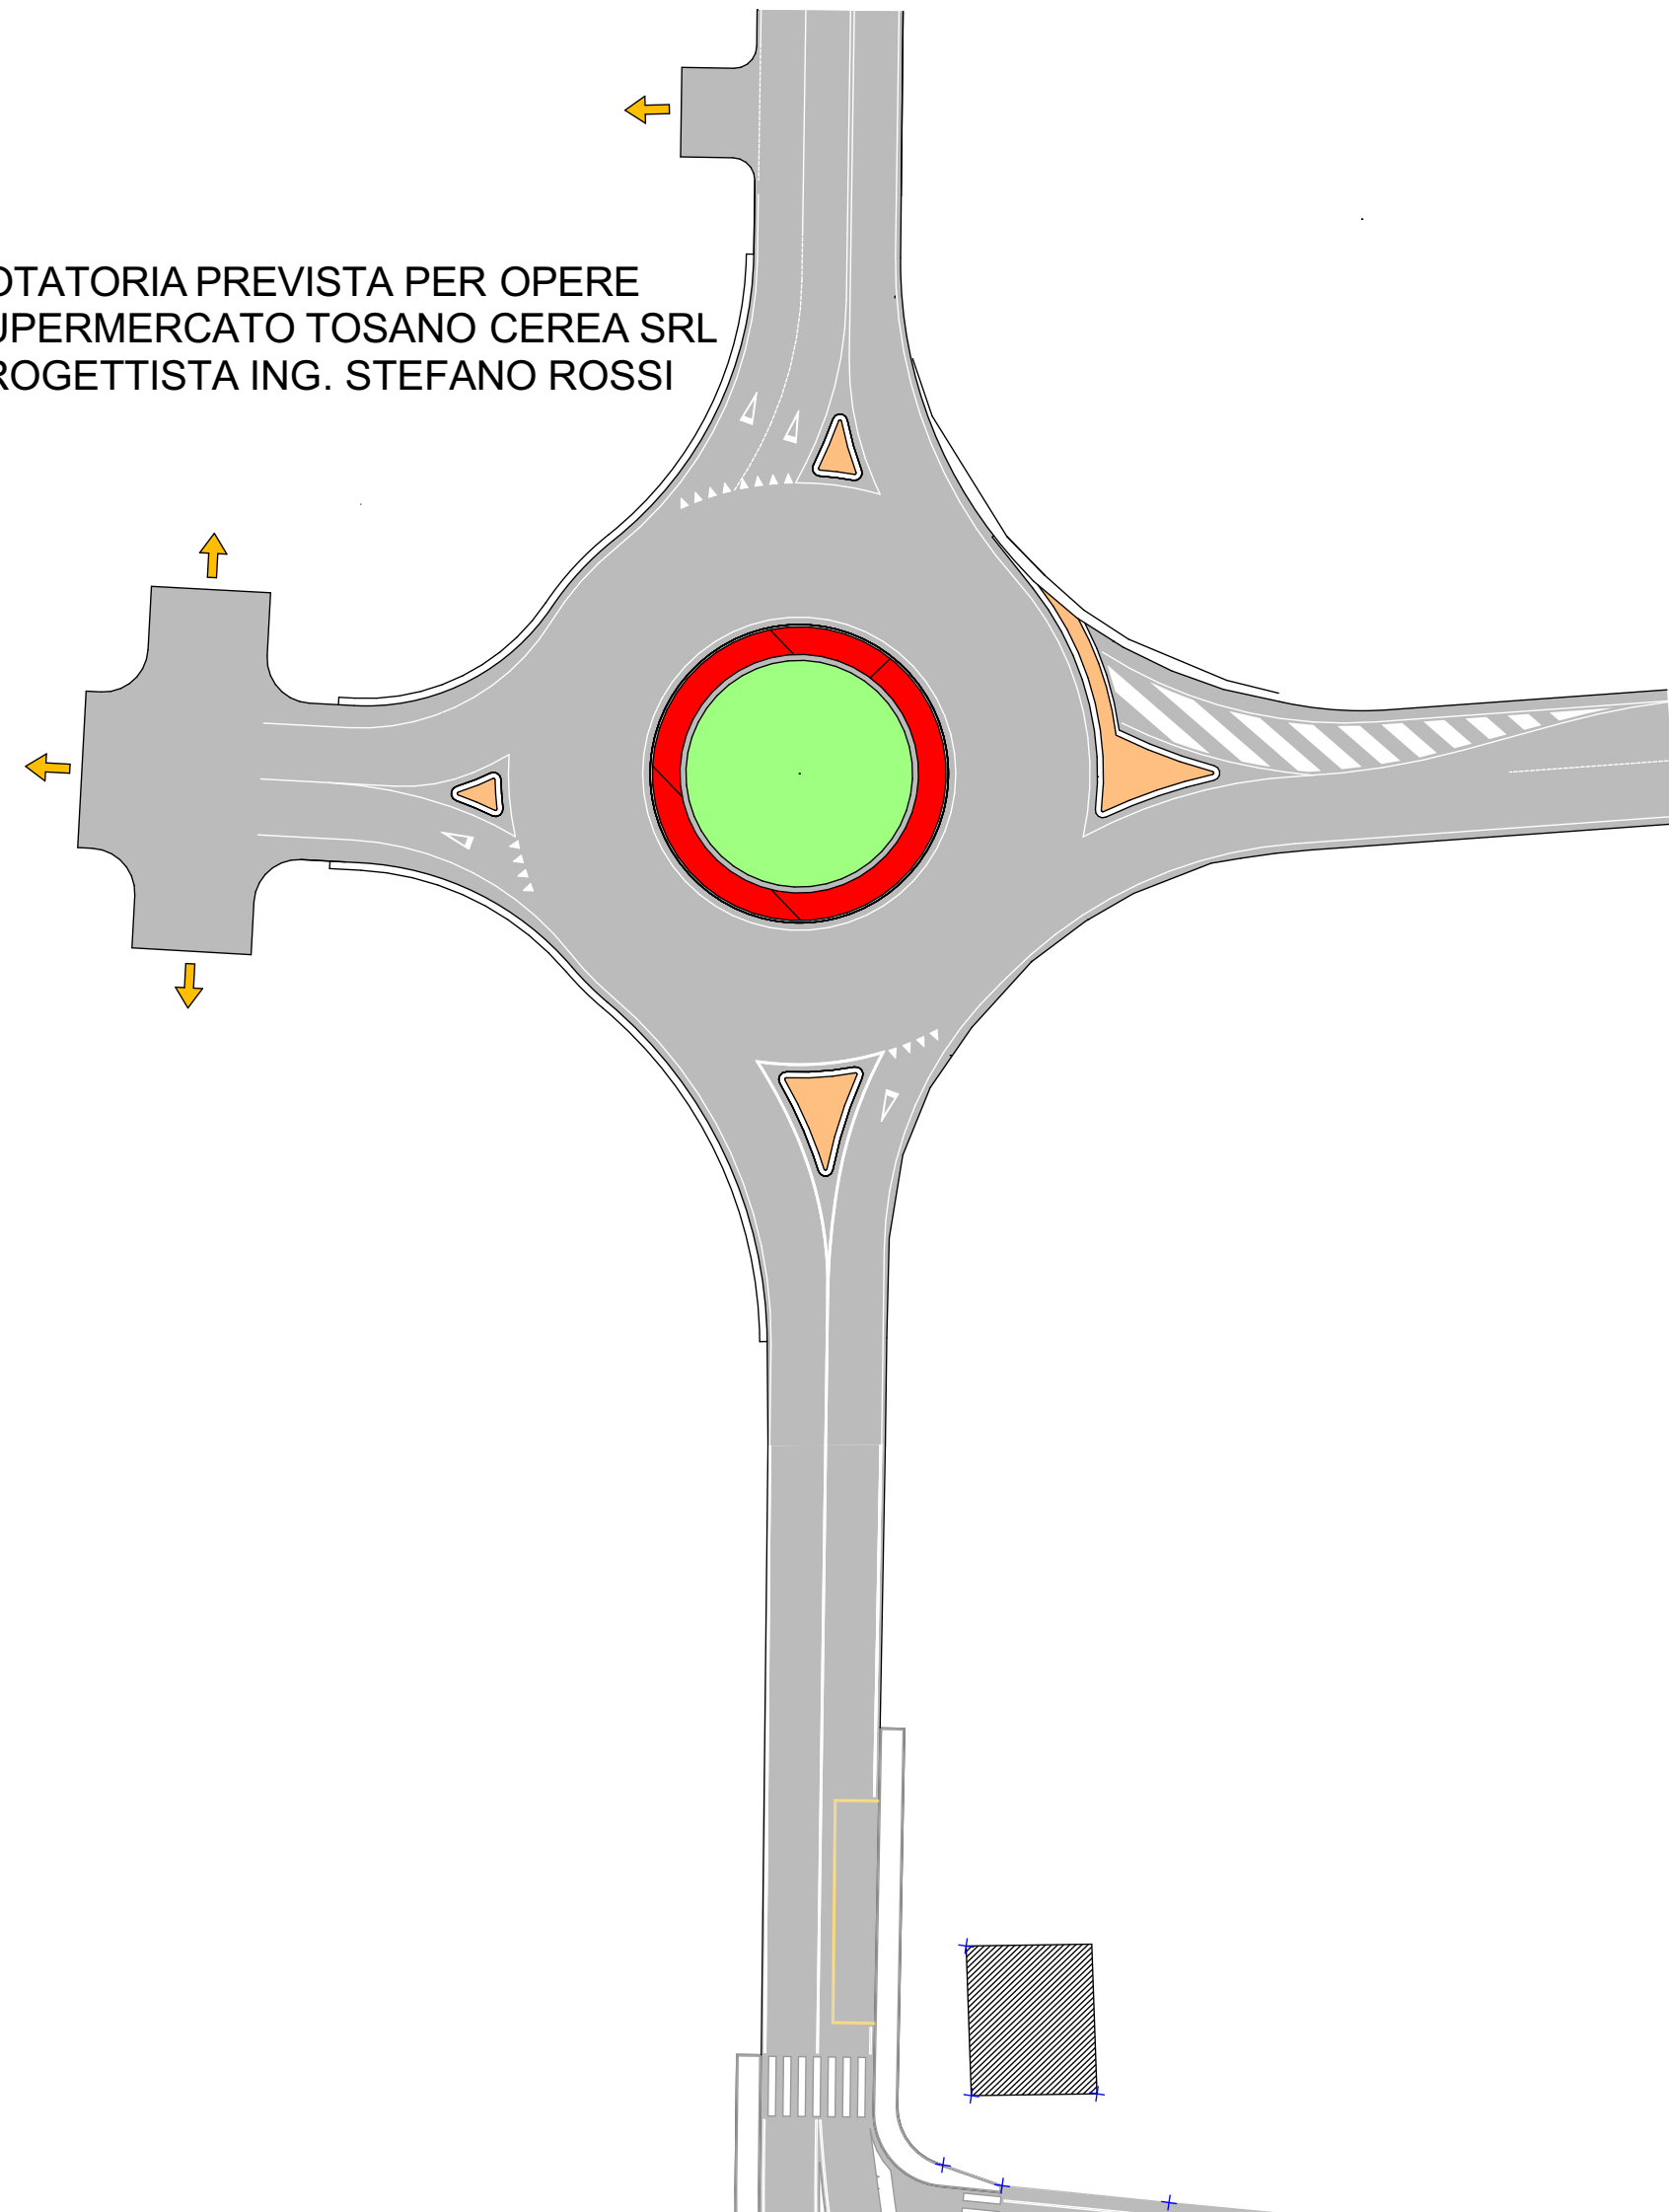 OTATORIA PREVISTA PER OPERE
UPERMERCATO TOSANO CEREA SRL
ROGETTISTA ING. STEFANO ROSSI